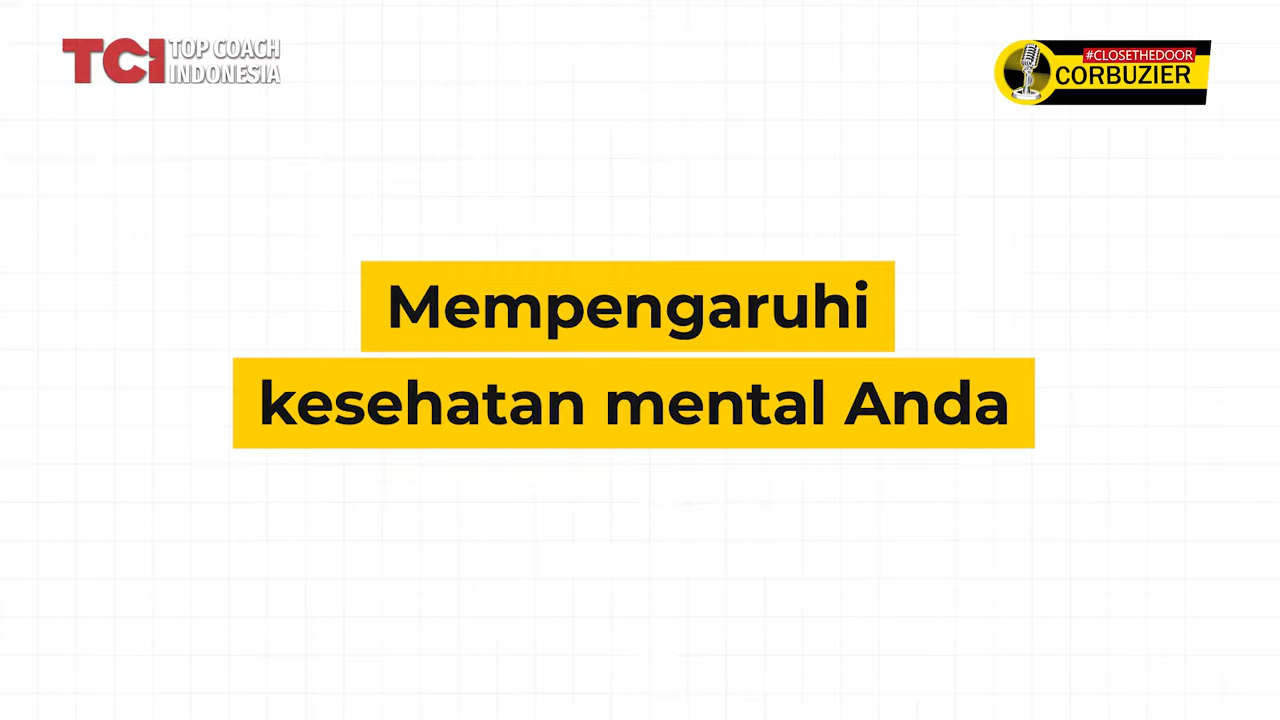 TCI TOP COACH
INDONESIA
#CLOSETHEDOOR
CORBUZIER
Mempengaruhi
kesehatan mental Anda